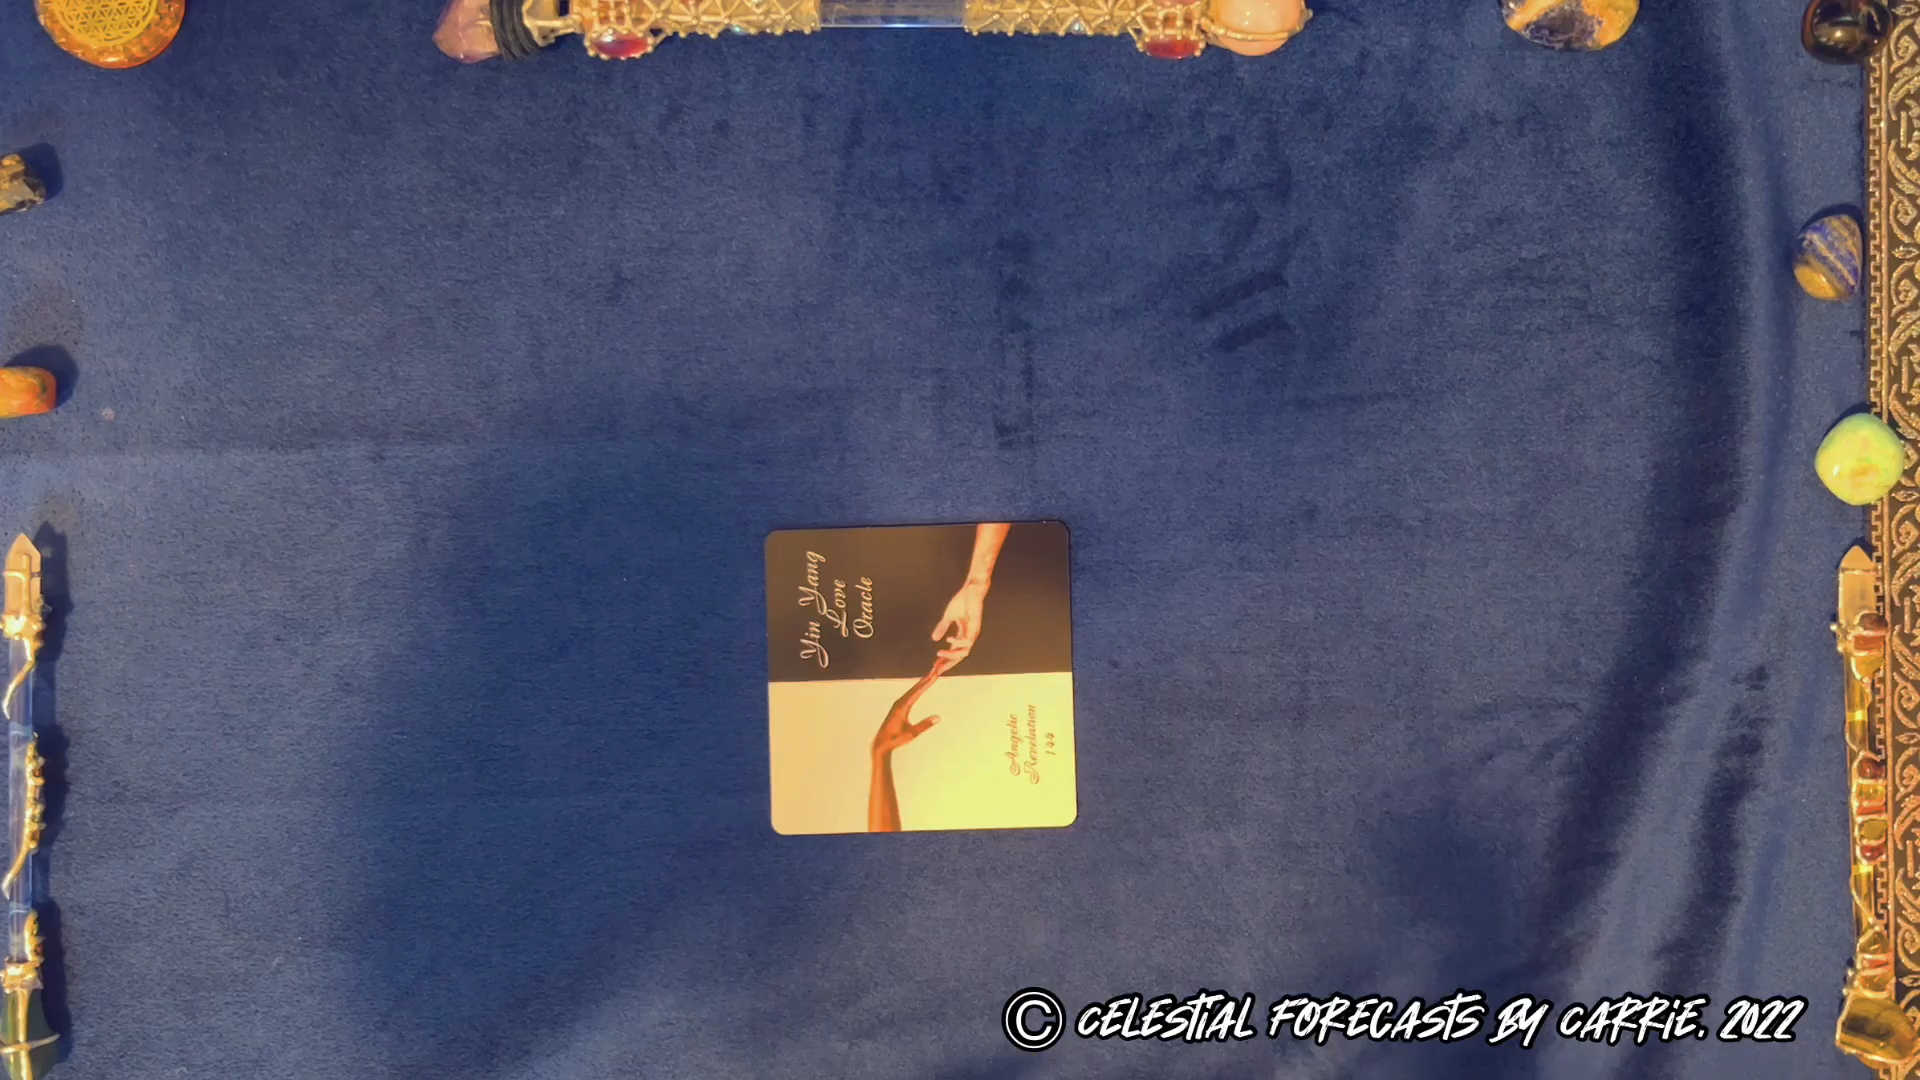 Yin Yang
Love
Oracle
Angelic
Revelation
144
© CELESTIAL FORECASTS BY CARRIE. 2022